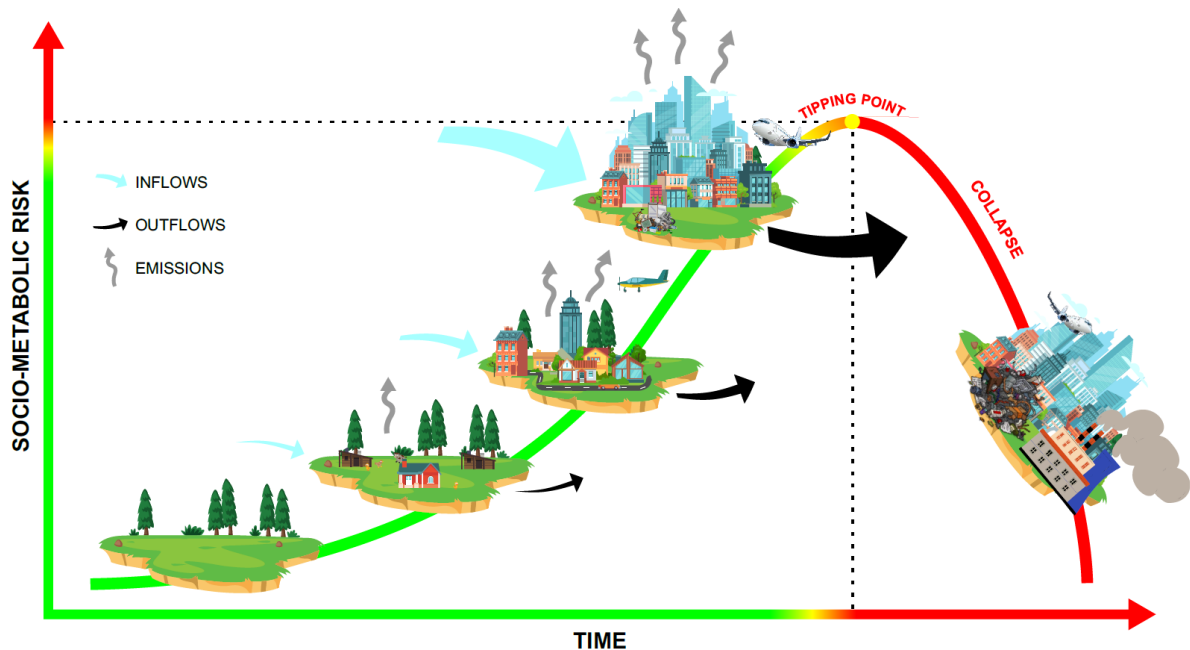 TIPPING POINT
COLLAPSE
INFLOWS
OUTFLOWS
EMISSIONS
SOCIO-METABOLIC RISK
TIME